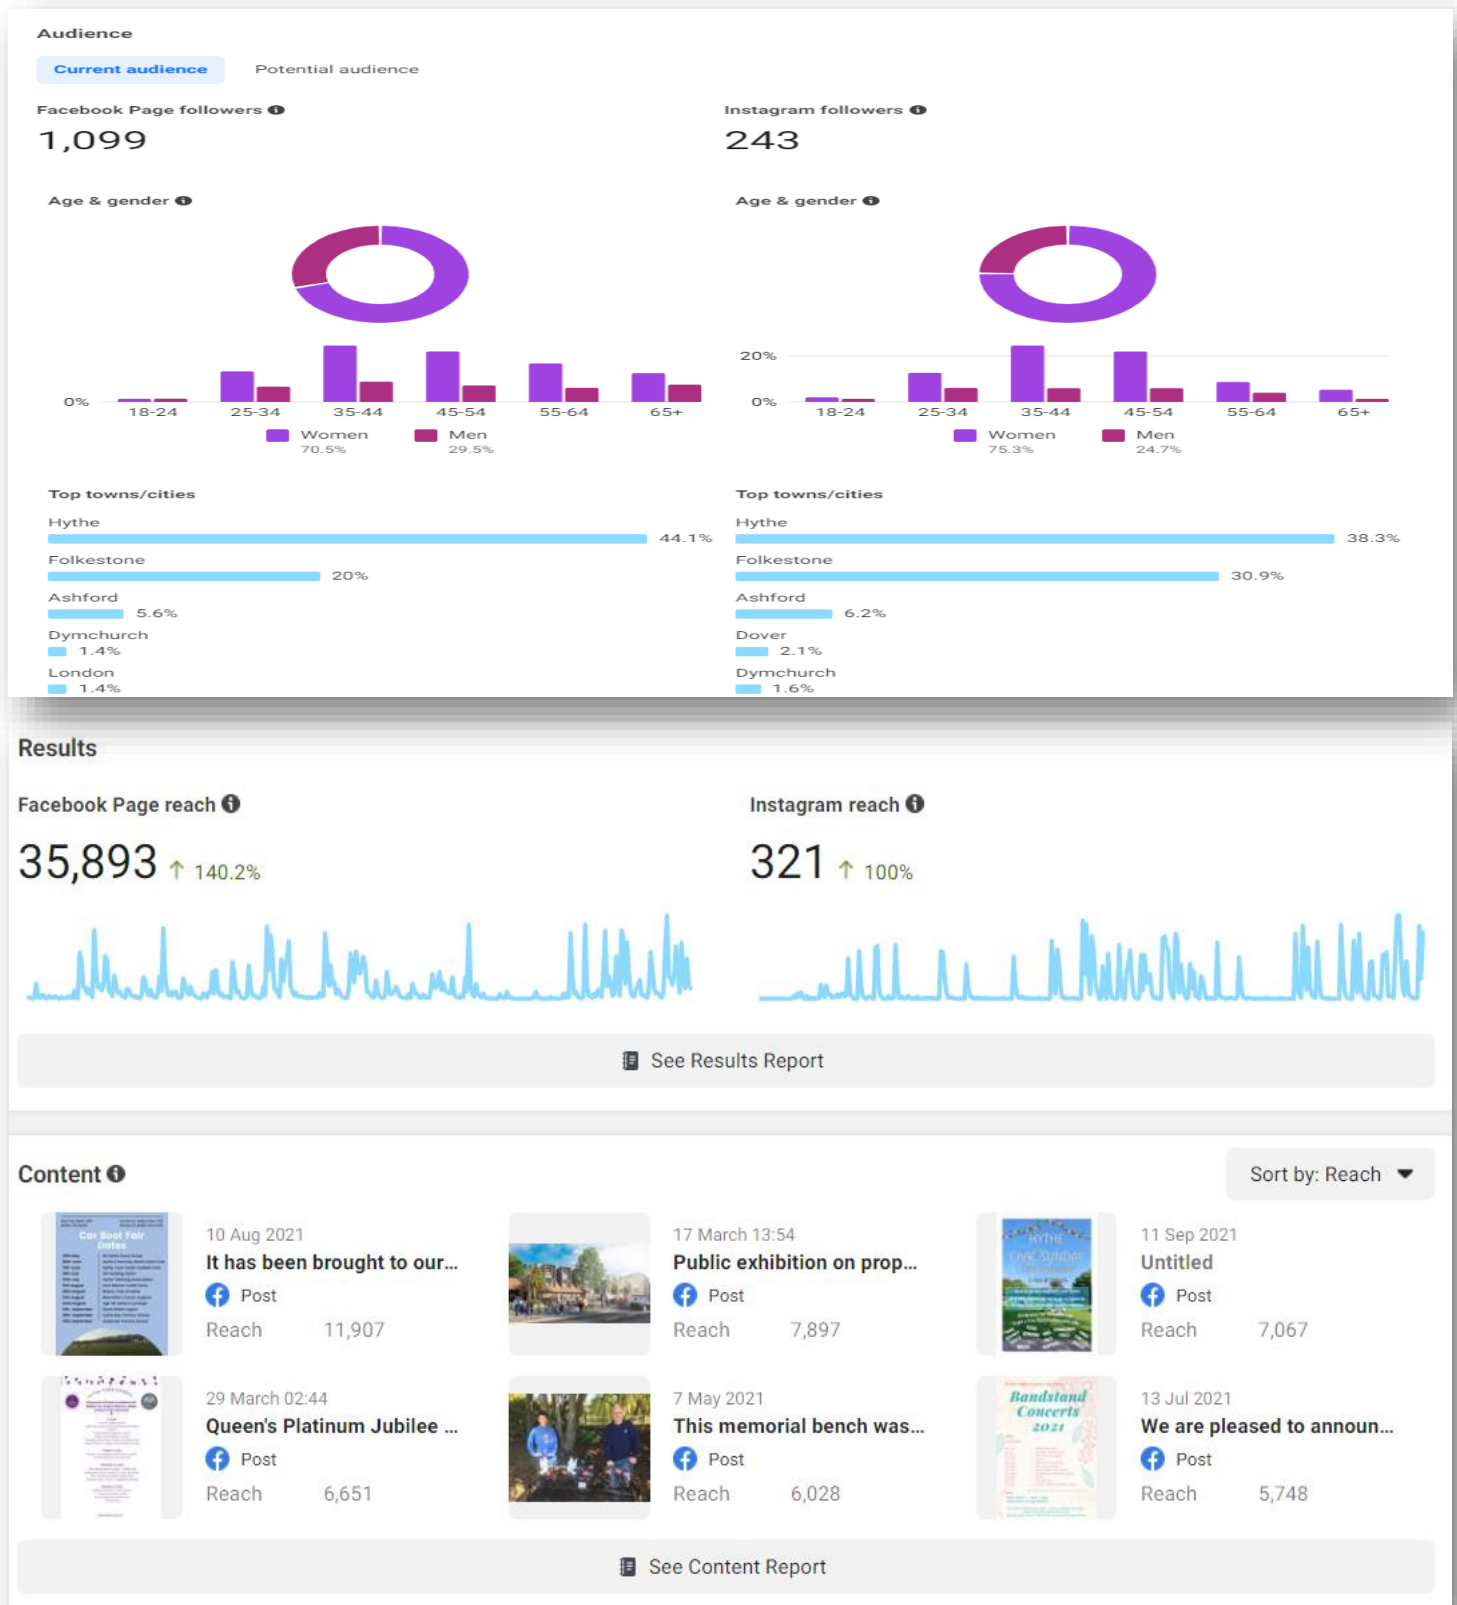 Audience
Current audience Potential audience
Facebook Page followers
1,099
Age & gender
0%
18-24 25-34 35-44 45-54 55-64 65+
Women Men
70.5% 29.5%
Top towns/cities
Hythe
44.1%
Folkestone
20%
Ashford
5.6%
Dymchurch
1.4%
London
1.4%
Instagram followers
243
Age & gender
20%
0%
18-24 25-34 35-44 45-54 55-64 65+
Women Men
75.3% 24.7%
Top towns/cities
Hythe
38.3%
Folkestone
30.9%
Ashford
6.2%
Dover
2.1%
Dymchurch
1.6%
Results
Facebook Page reach
35,893 ↑ 140.2%
Instagram reach
321 ↑ 100%
See Results Report
Content
Sort by: Reach
Car Boot Fair
Dates
10 Aug 2021
It has been brought to our...
Post
Reach 11,907
17 March 13:54
Public exhibition on prop...
Post
Reach 7,897
HYTHE
CIVIC SUNDAY
11 Sep 2021
Untitled
Post
Reach 7,067
29 March 02:44
Queen's Platinum Jubilee ...
Post
Reach 6,651
7 May 2021
This memorial bench was...
Post
Reach 6,028
Bandstand
Concerts
2021
13 Jul 2021
We are pleased to announ...
Post
Reach 5,748
See Content Report